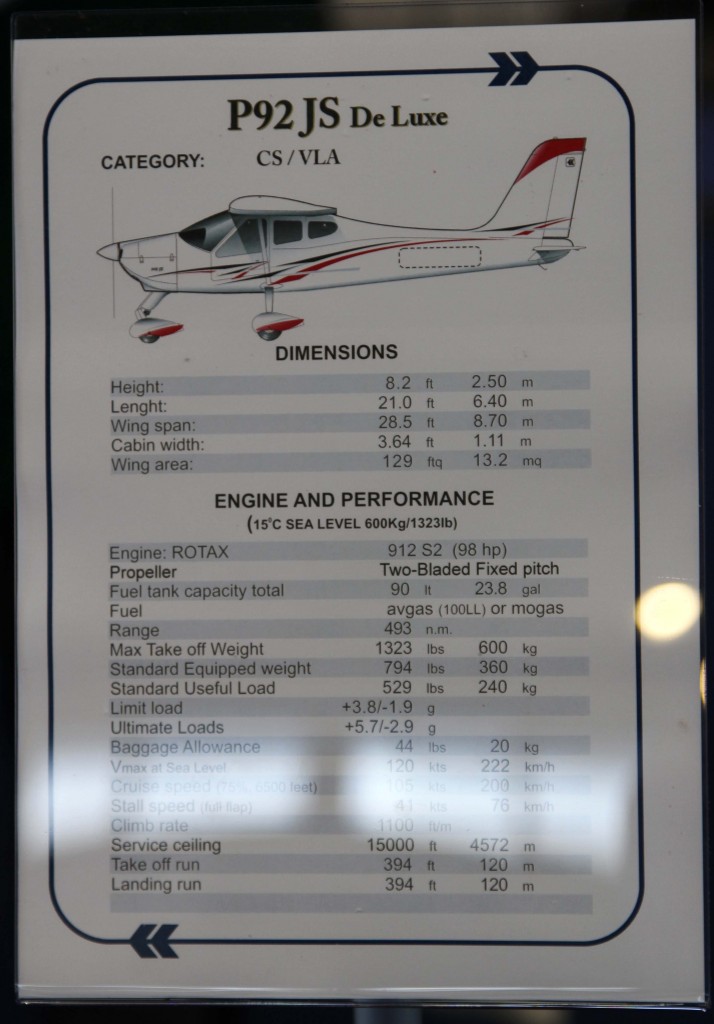 P92 JS De Luxe
CATEGORY: CS / VLA
DIMENSIONS
Height: 8.2 ft 2.50 m
Lenght: 21.0 ft 6.40 m
Wing span: 28.5 ft 8.70 m
Cabin width: 3.64 ft 1.11 m
Wing area: 129 ftq 13.2 mq
ENGINE AND PERFORMANCE
(15°C SEA LEVEL 600Kg/1323lb)
Engine: ROTAX 912 S2 (98 hp)
Propeller Two-Bladed Fixed pitch
Fuel tank capacity total 90 lt 23.8 gal
Fuel avgas (100LL) or mogas
Range 493 n.m.
Max Take off Weight 1323 lbs 600 kg
Standard Equipped weight 794 lbs 360 kg
Standard Useful Load 529 lbs 240 kg
Limit load +3.8/-1.9 g
Ultimate Loads +5.7/-2.9 g
Baggage Allowance 44 lbs 20 kg
Vmax at Sea Level 120 kts 222 km/h
Cruise speed (75%, 6500 feet) 105 kts 200 km/h
Stall speed (full flap) 41 kts 76 km/h
Climb rate 1100 ft/m
Service ceiling 15000 ft 4572 m
Take off run 394 ft 120 m
Landing run 394 ft 120 m